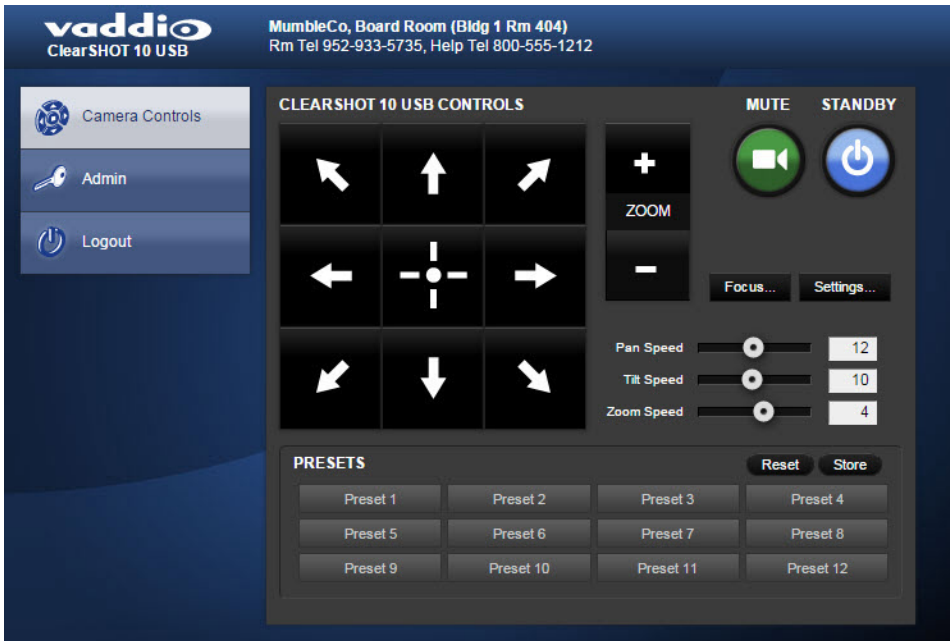 vaddio
ClearSHOT 10 USB
MumbleCo, Board Room (Bldg 1 Rm 404)
Rm Tel 952-933-5735, Help Tel 800-555-1212
Camera Controls
Admin
Logout
CLEARSHOT 10 USB CONTROLS
MUTE STANDBY
+
ZOOM
-
Focus... Settings...
Pan Speed 12
Tilt Speed 10
Zoom Speed 4
PRESETS Reset Store
Preset 1 Preset 2 Preset 3 Preset 4
Preset 5 Preset 6 Preset 7 Preset 8
Preset 9 Preset 10 Preset 11 Preset 12